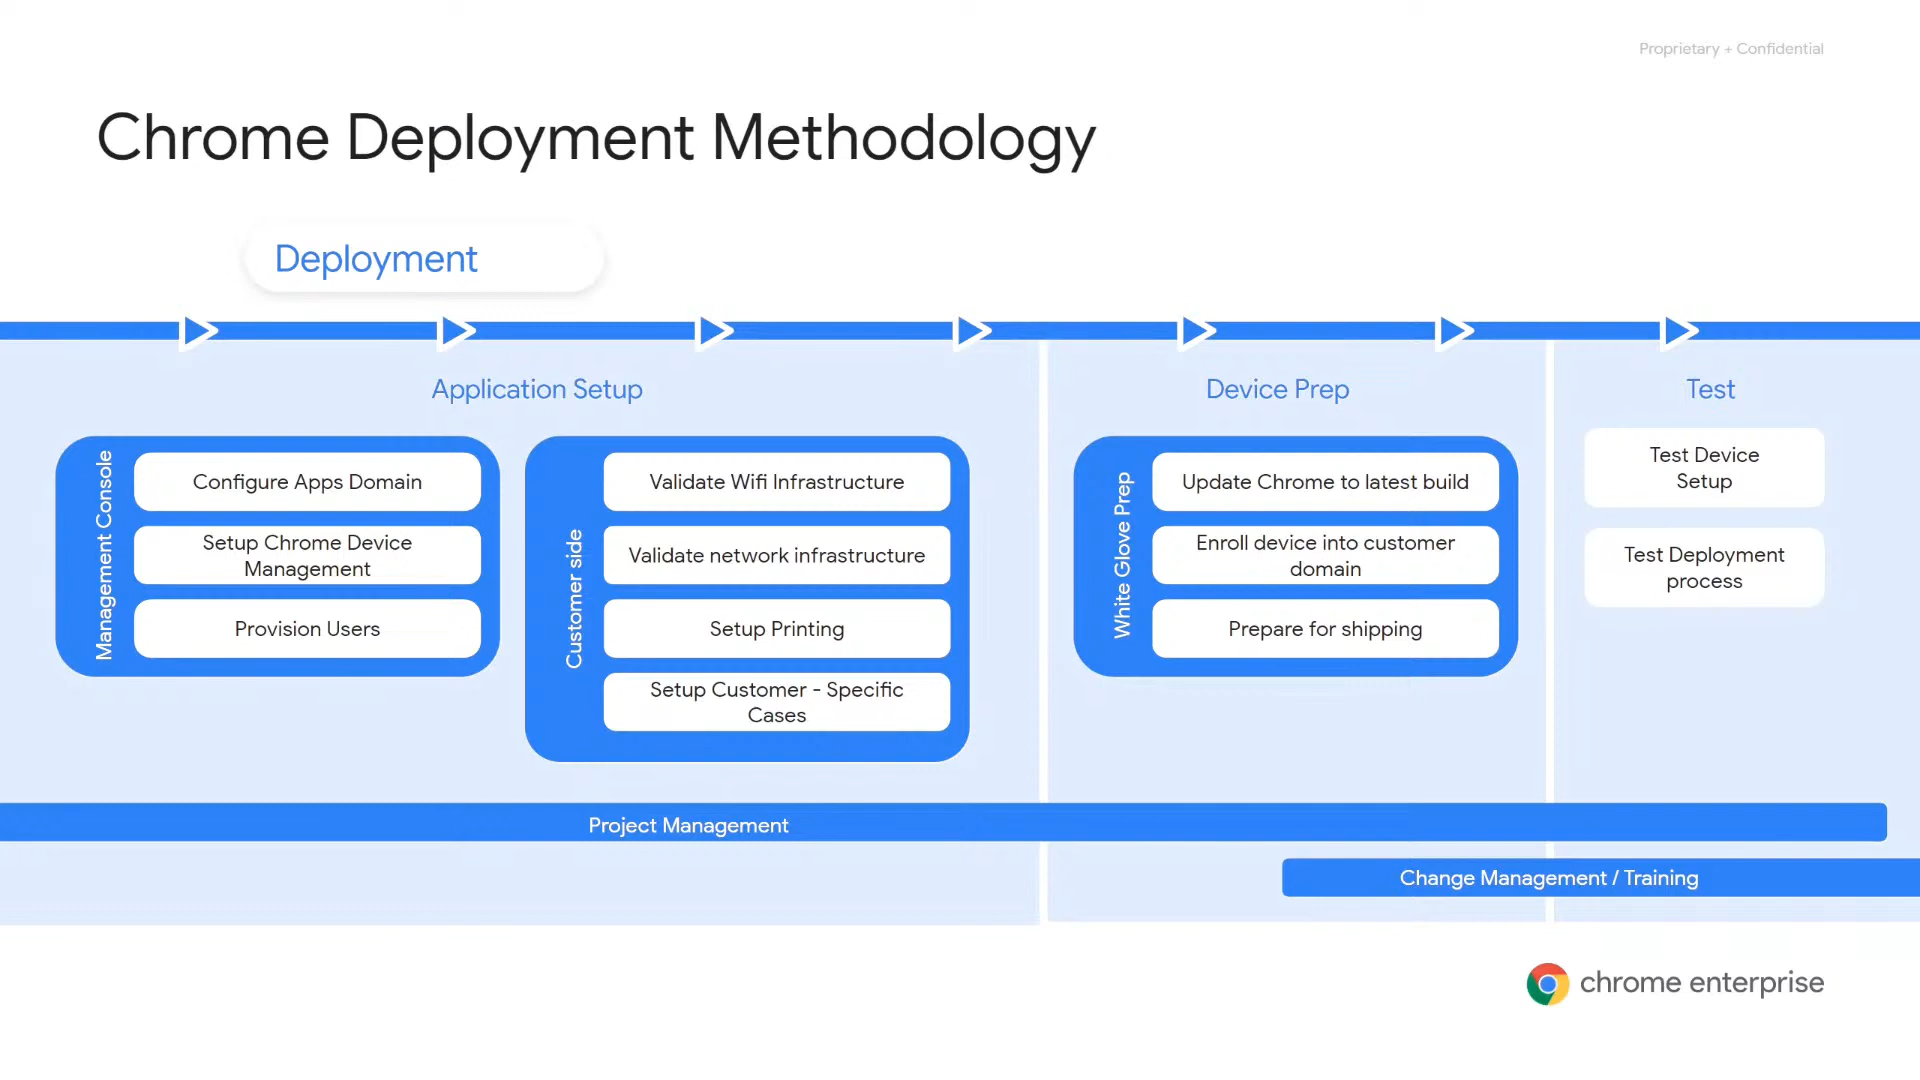 Proprietary + Confidential
Chrome Deployment Methodology
Deployment
Application Setup
Management Console
Configure Apps Domain
Setup Chrome Device
Management
Provision Users
Customer side
Validate Wifi Infrastructure
Validate network infrastructure
Setup Printing
Setup Customer - Specific
Cases
Device Prep
White Glove Prep
Update Chrome to latest build
Enroll device into customer
domain
Prepare for shipping
Test
Test Device
Setup
Test Deployment
process
Project Management
Change Management / Training
chrome enterprise